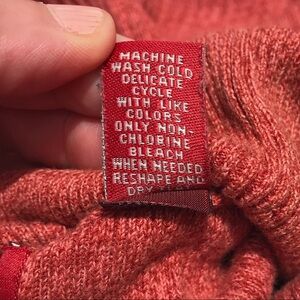 MACHINE
WASH COLD
DELICATE
CYCLE
WITH LIKE
COLORS
ONLY NON-
CHLORINE
BLEACH
WHEN NEEDED
RESHAPE AND
DRY